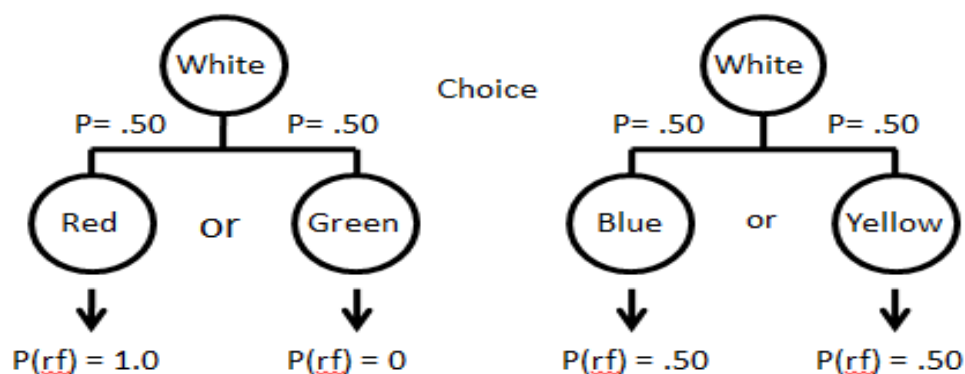 White Choice White
P= .50 P= .50 P= .50 P= .50
Red or Green Blue or Yellow
P(rf) = 1.0 P(rf) = 0 P(rf) = .50 P(rf) = .50